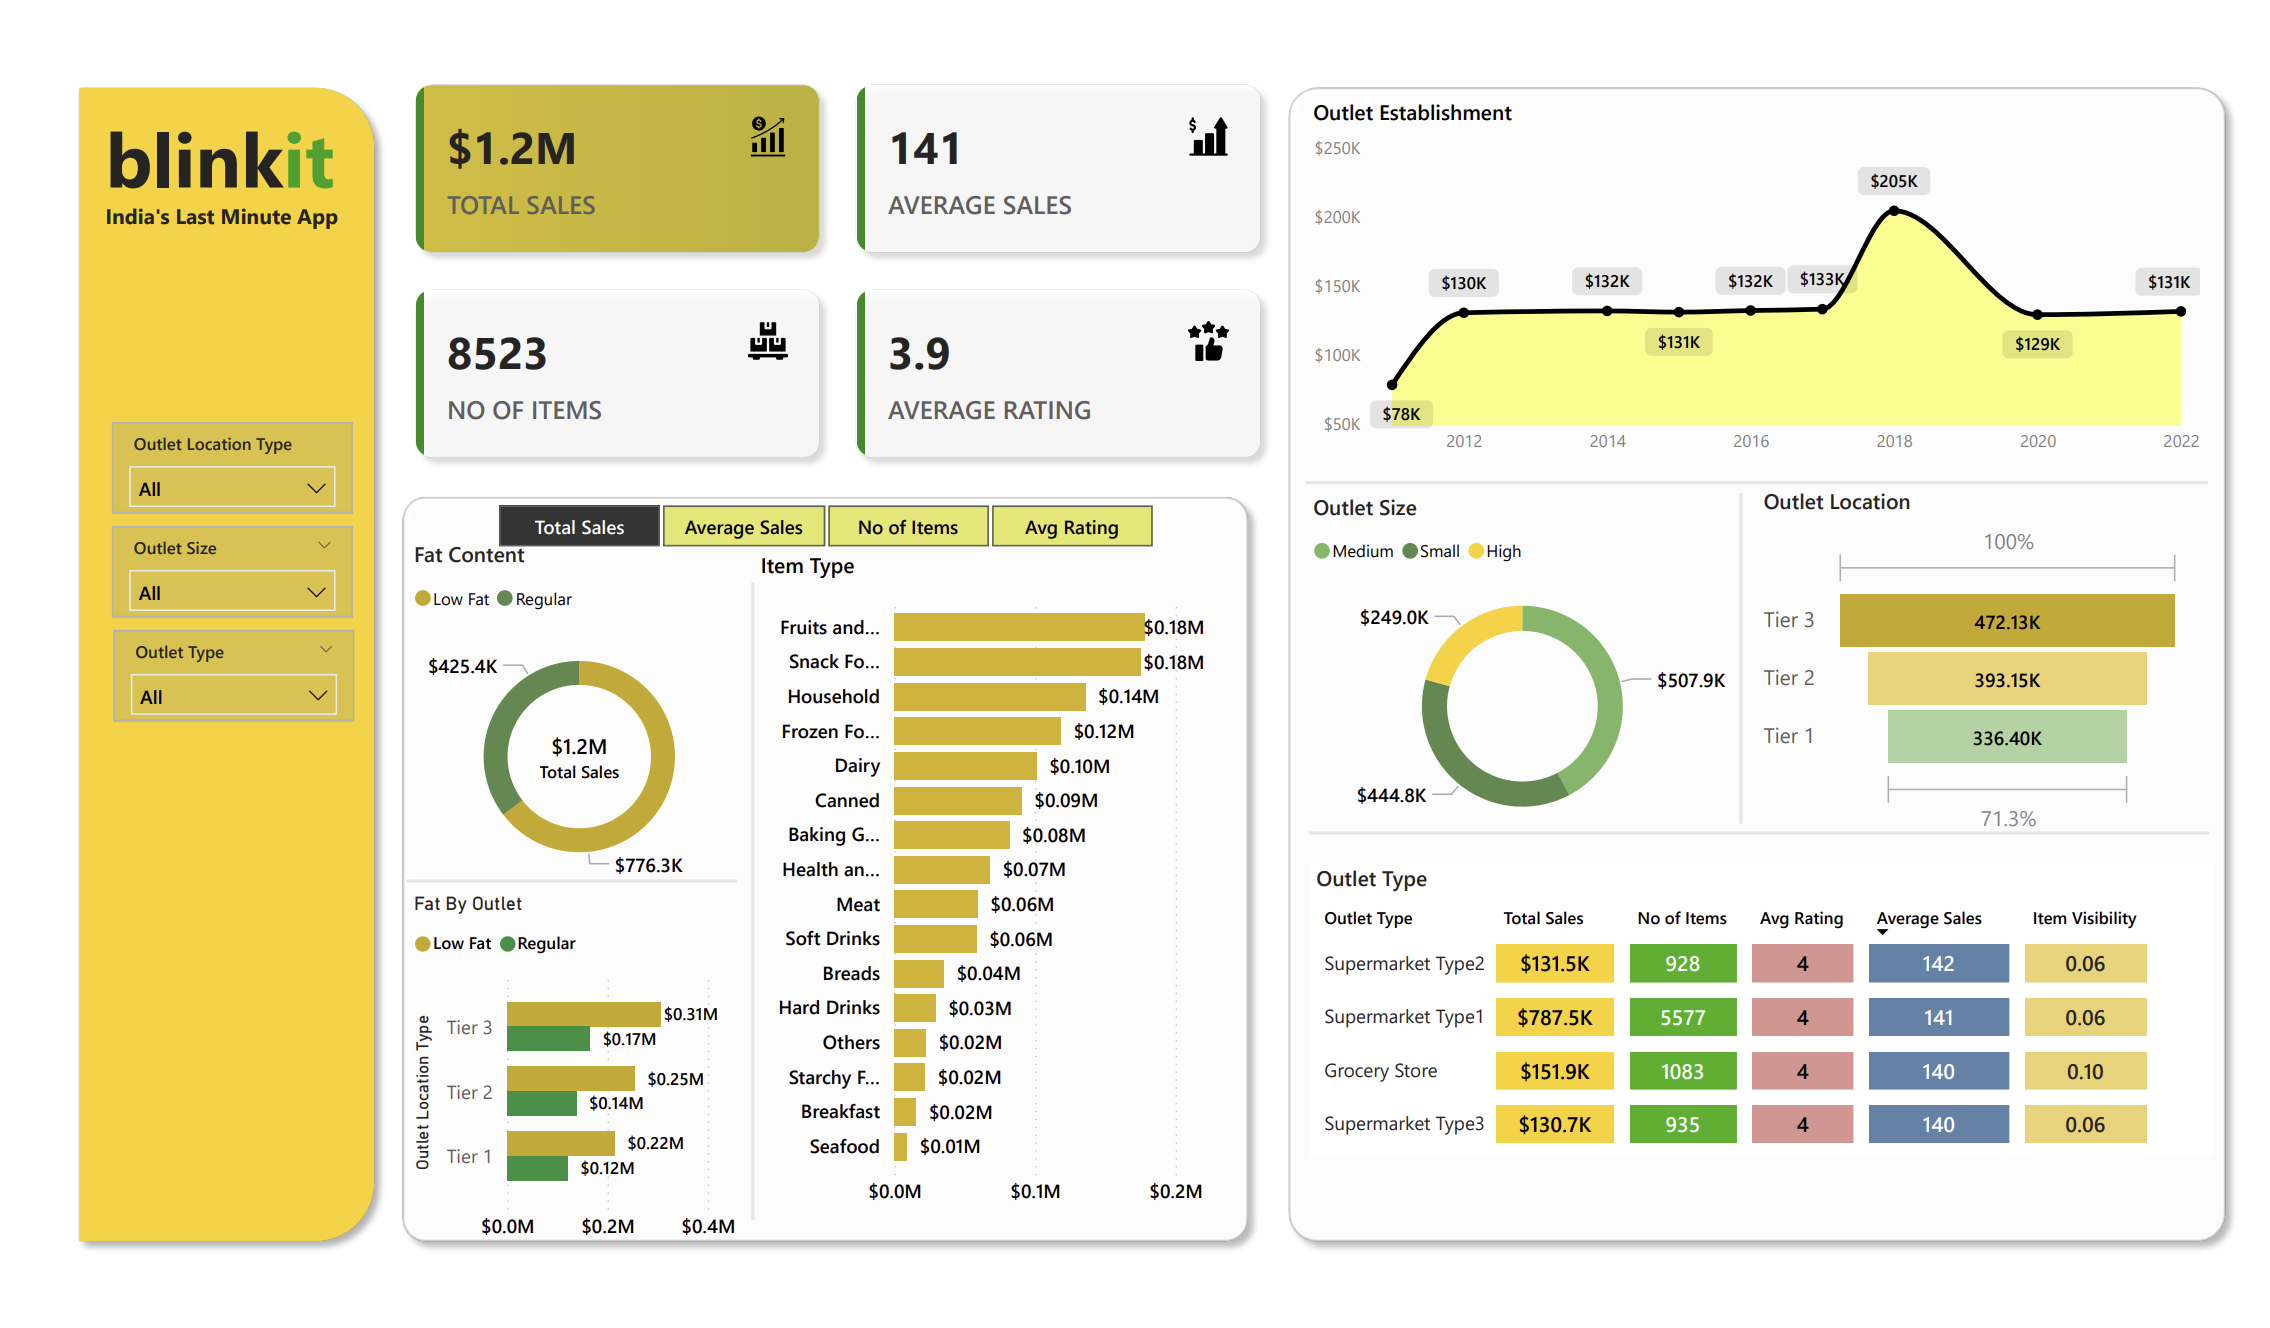 blinkit
India's Last Minute App
Outlet Location Type
All
Outlet Size
All
Outlet Type
All
$1.2M
TOTAL SALES
141
AVERAGE SALES
8523
NO OF ITEMS
3.9
AVERAGE RATING
Total Sales Average Sales No of Items Avg Rating
Fat Content
Low Fat Regular
$425.4K
$1.2M
Total Sales
$776.3K
Fat By Outlet
Low Fat Regular
Outlet Location Type
Tier 3 $0.31M
$0.17M
Tier 2 $0.25M
$0.14M
Tier 1 $0.22M
$0.12M
$0.0M $0.2M $0.4M
Item Type
Fruits and... $0.18M
Snack Fo... $0.18M
Household $0.14M
Frozen Fo... $0.12M
Dairy $0.10M
Canned $0.09M
Baking G... $0.08M
Health an... $0.07M
Meat $0.06M
Soft Drinks $0.06M
Breads $0.04M
Hard Drinks $0.03M
Others $0.02M
Starchy F... $0.02M
Breakfast $0.02M
Seafood $0.01M
$0.0M $0.1M $0.2M
Outlet Establishment
$250K
$200K
$150K
$100K
$50K
$78K
$130K
$132K
$131K
$132K
$133K
$205K
$129K
$131K
2012 2014 2016 2018 2020 2022
Outlet Size
Medium Small High
$249.0K
$507.9K
$444.8K
Outlet Location
100%
Tier 3 472.13K
Tier 2 393.15K
Tier 1 336.40K
71.3%
Outlet Type
Outlet Type Total Sales No of Items Avg Rating Average Sales Item Visibility
Supermarket Type2 $131.5K 928 4 142 0.06
Supermarket Type1 $787.5K 5577 4 141 0.06
Grocery Store $151.9K 1083 4 140 0.10
Supermarket Type3 $130.7K 935 4 140 0.06